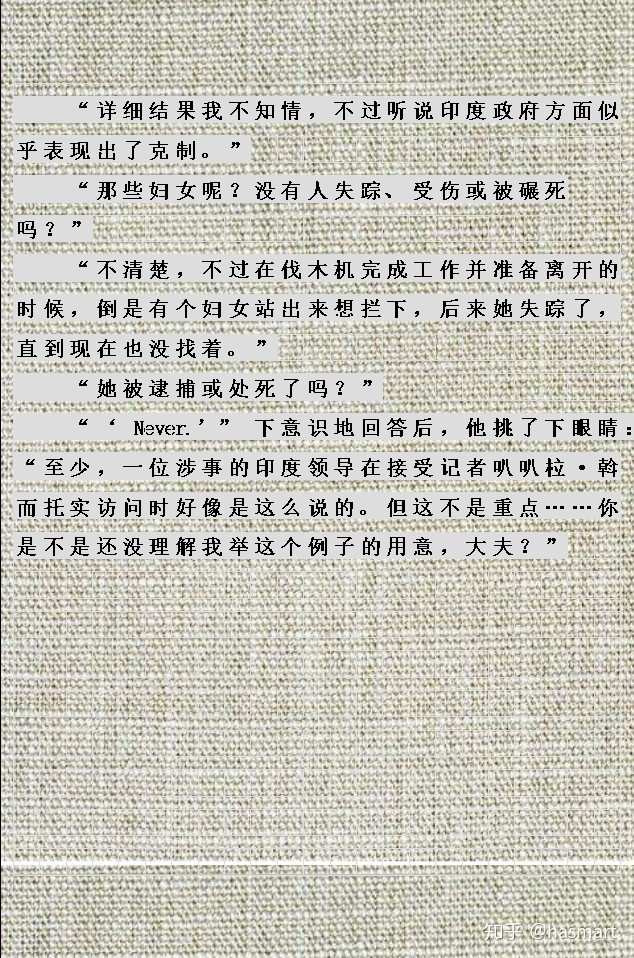 “详细结果我不知情，不过听说印度政府方面似
乎表现出了克制。”
“那些妇女呢？没有人失踪、受伤或被碾死
吗？”
“不清楚，不过在伐木机完成工作并准备离开的
时候，倒是有个妇女站出来想拦下，后来她失踪了，
直到现在也没找着。”
“她被逮捕或处死了吗？”
“‘Never.’”下意识地回答后，他挑了下眼睛：
“至少，一位涉事的印度领导在接受记者叭叭拉·斡
而托实访问时好像是这么说的。但这不是重点……你
是不是还没理解我举这个例子的用意，大夫？”
知乎 @hasmart